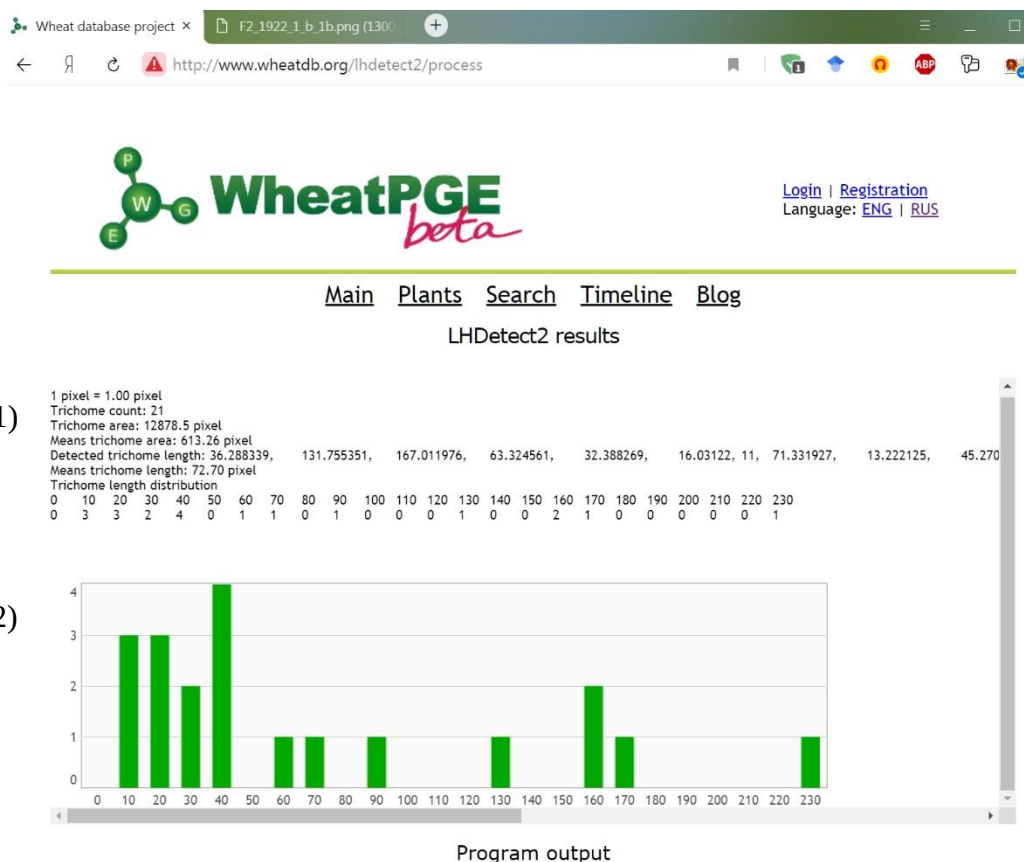 Wheat database project ×
F2_1922_1_b_1b.png (1300
Я http://www.wheatdb.org/lhdetect2/process
1 ABP
P
W G
E
WheatPGE
beta
Login | Registration
Language: ENG | RUS
Main Plants Search Timeline Blog
LHDetect2 results
1)
1 pixel = 1.00 pixel
Trichome count: 21
Trichome area: 12878.5 pixel
Means trichome area: 613.26 pixel
Detected trichome length: 36.288339, 131.755351, 167.011976, 63.324561, 32.388269, 16.03122, 11, 71.331927, 13.222125, 45.270
Means trichome length: 72.70 pixel
Trichome length distribution
0 10 20 30 40 50 60 70 80 90 100 110 120 130 140 150 160 170 180 190 200 210 220 230
0 3 3 2 4 0 1 1 0 1 0 0 0 1 0 0 2 1 0 0 0 0 0 1
2)
4
3
2
1
0
0 10 20 30 40 50 60 70 80 90 100 110 120 130 140 150 160 170 180 190 200 210 220 230
Program output